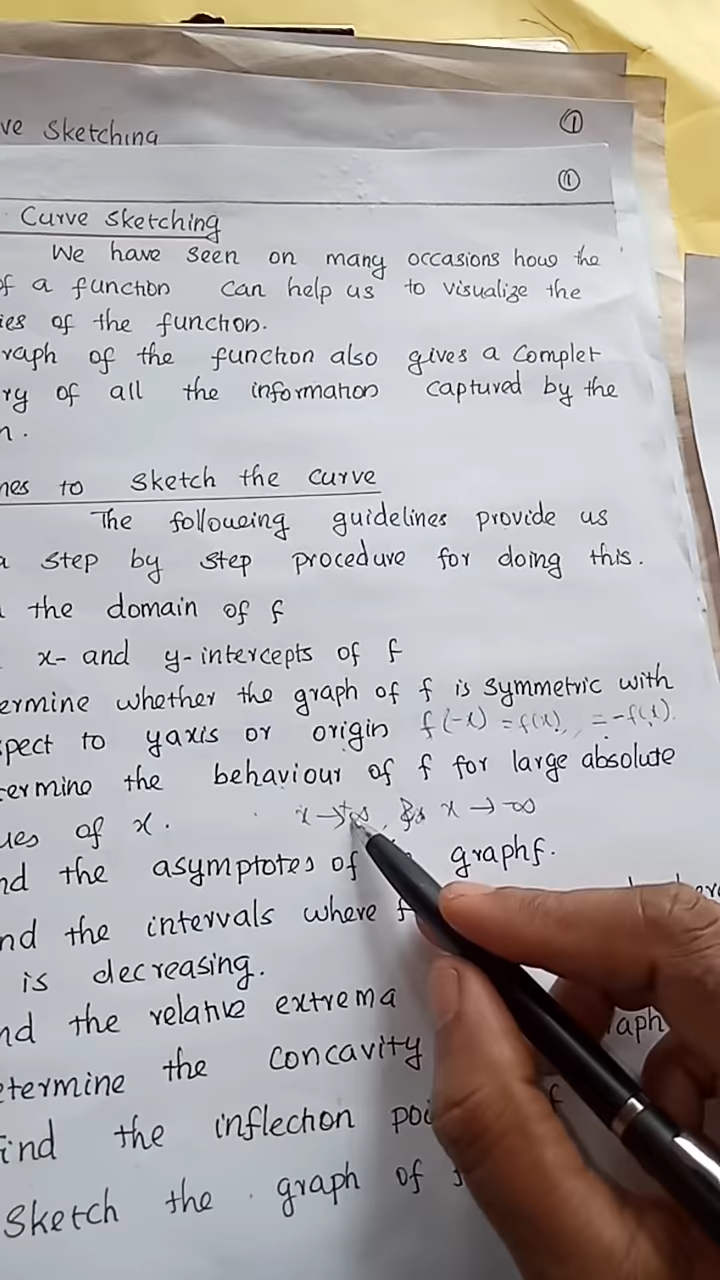 ve Sketching ①
①
Curve Sketching
We have seen on many occasions how the
of a function can help us to visualize the
ies of the function.
raph of the function also gives a Complet
ry of all the information captured by the
n.
nes to sketch the curve
The following guidelines provide us
a step by step procedure for doing this.
the domain of f
x- and y-intercepts of f
ermine whether the graph of f is symmetric with
spect to yaxis or origin f(-x) = f(x), = -f(x).
termine the behaviour of f for large absolute
ues of x. x → +∞, x → -∞
nd the asymptotes of graph f.
nd the intervals where f
is decreasing.
nd the relative extrema
etermine the concavity
ind the inflection poi f
Sketch the graph of